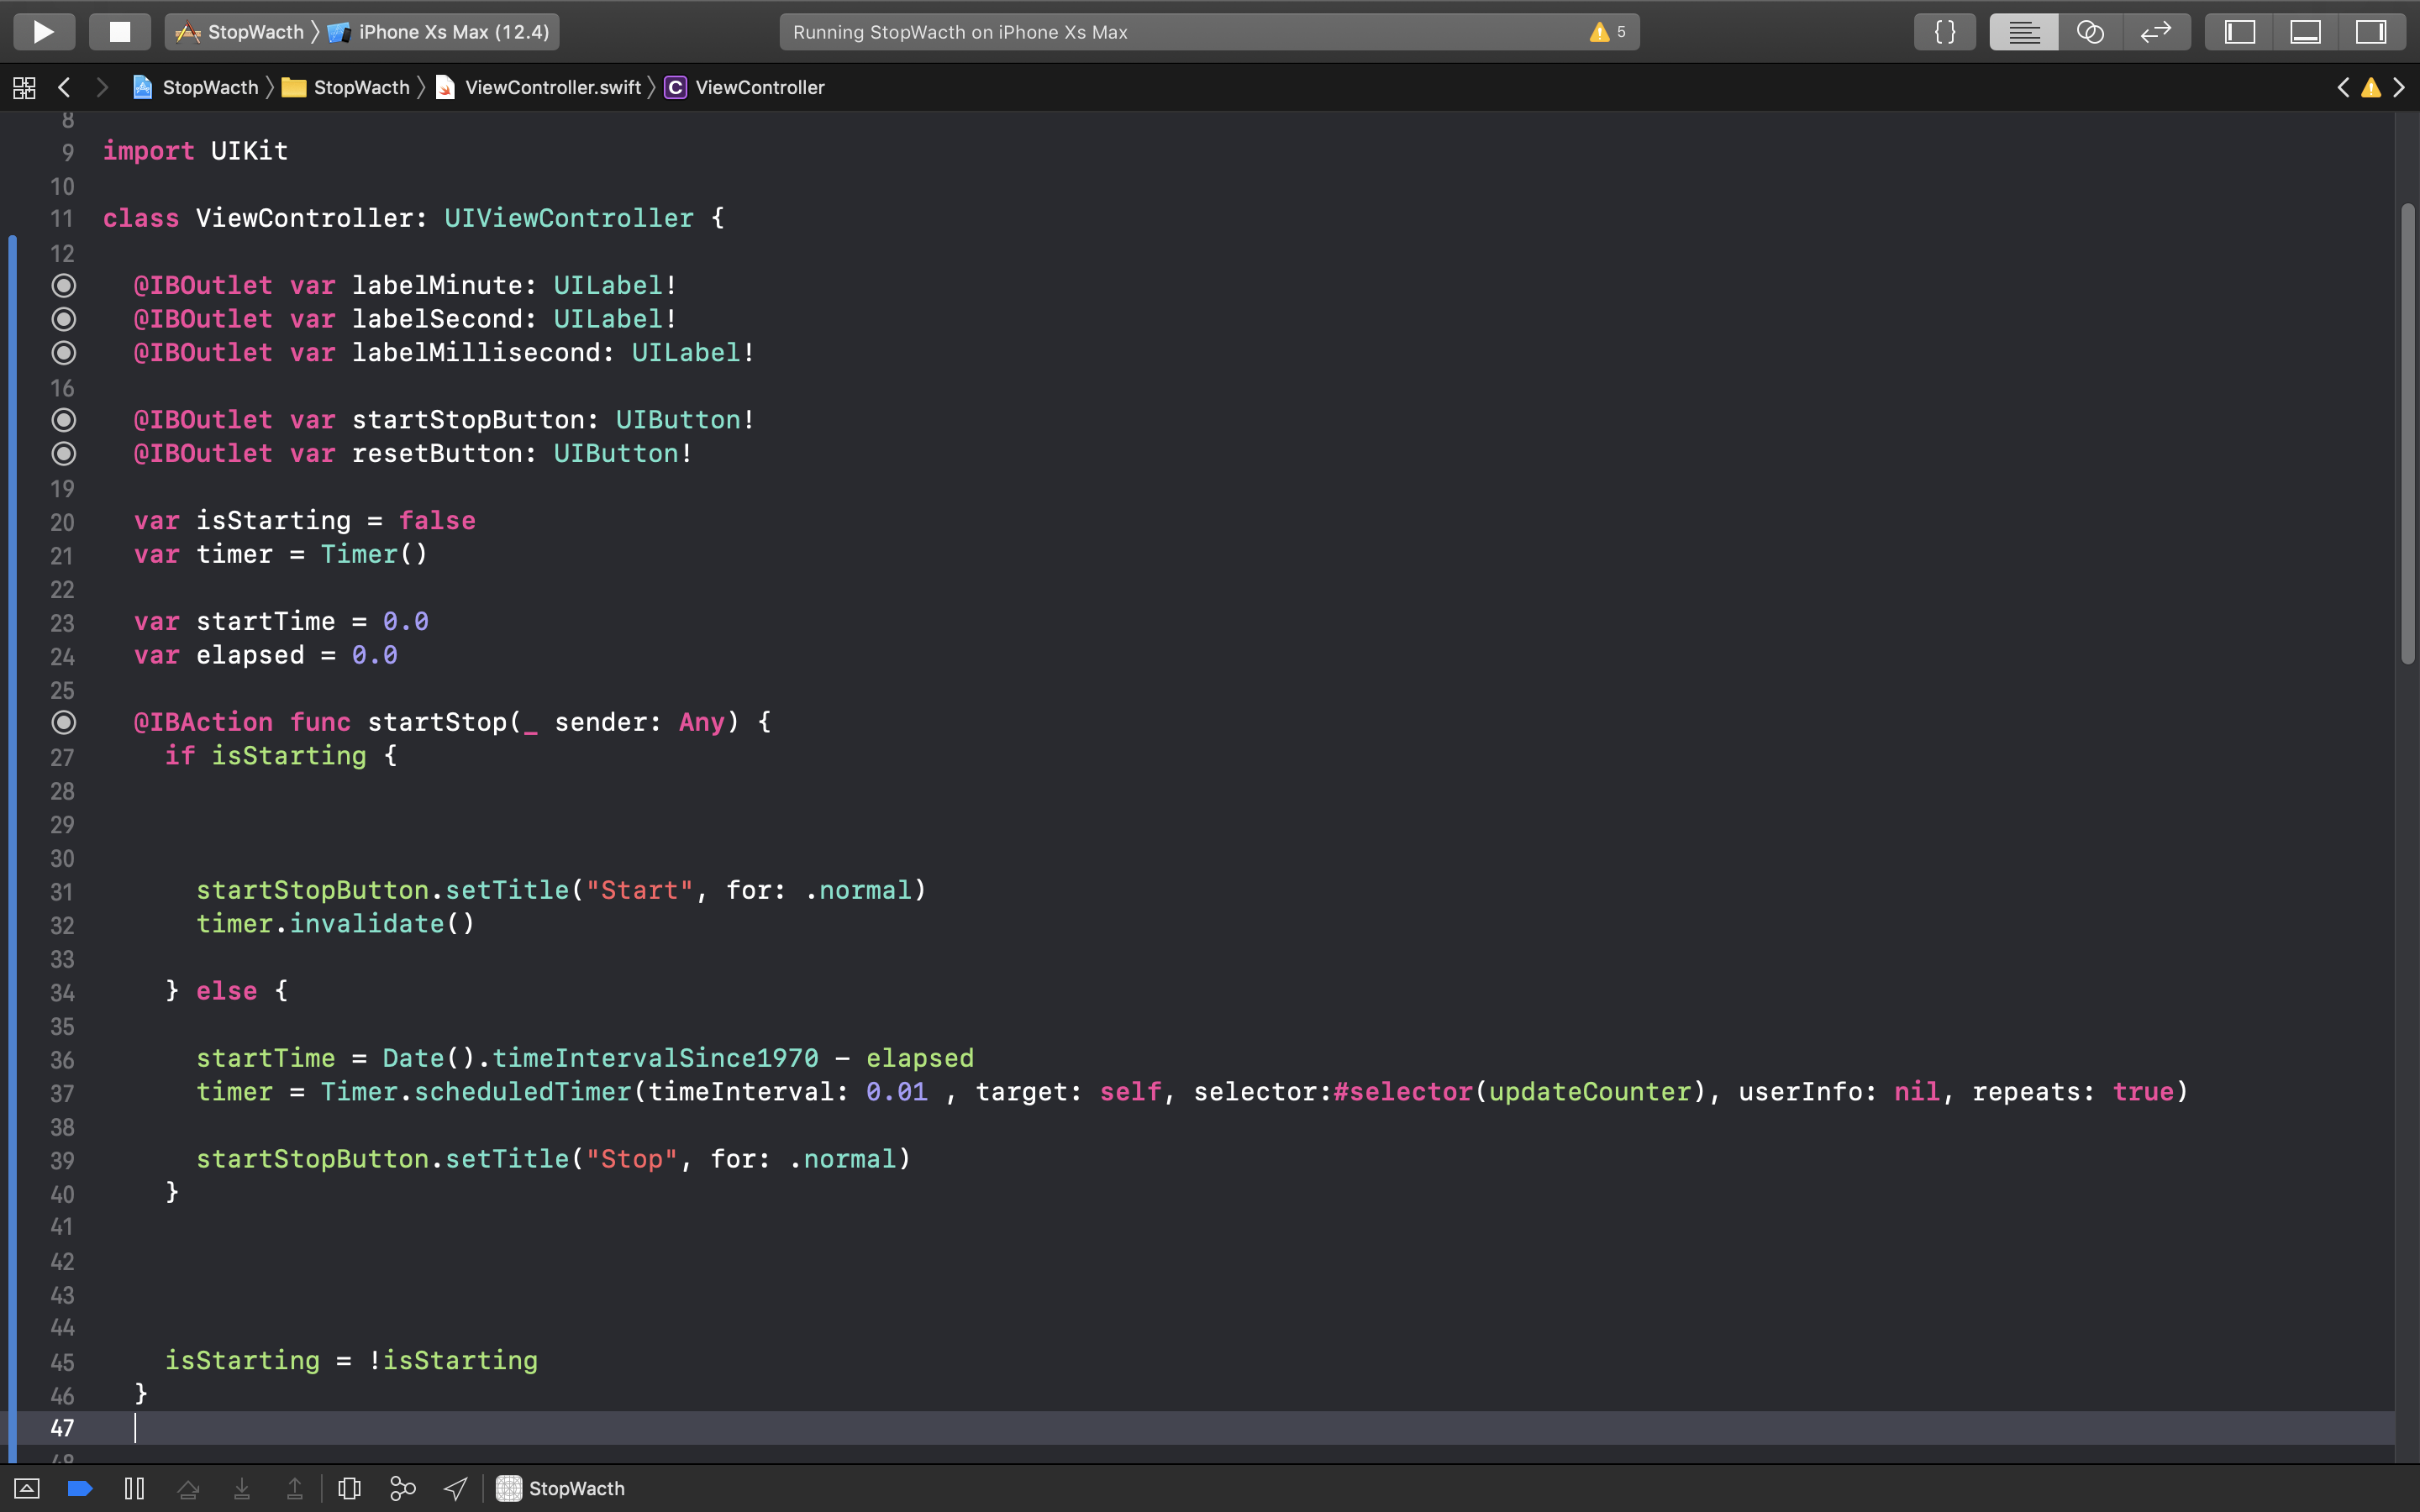 StopWacth 〉 iPhone Xs Max (12.4)
Running StopWacth on iPhone Xs Max
5
{}
StopWacth 〉 StopWacth 〉 ViewController.swift 〉 C ViewController
8
9 import UIKit
10
11 class ViewController: UIViewController {
12
@IBOutlet var labelMinute: UILabel!
@IBOutlet var labelSecond: UILabel!
@IBOutlet var labelMillisecond: UILabel!
16
@IBOutlet var startStopButton: UIButton!
@IBOutlet var resetButton: UIButton!
19
20 var isStarting = false
21 var timer = Timer()
22
23 var startTime = 0.0
24 var elapsed = 0.0
25
@IBAction func startStop(_ sender: Any) {
27 if isStarting {
28
29
30
31 startStopButton.setTitle("Start", for: .normal)
32 timer.invalidate()
33
34 } else {
35
36 startTime = Date().timeIntervalSince1970 - elapsed
37 timer = Timer.scheduledTimer(timeInterval: 0.01 , target: self, selector:#selector(updateCounter), userInfo: nil, repeats: true)
38
39 startStopButton.setTitle("Stop", for: .normal)
40 }
41
42
43
44
45 isStarting = !isStarting
46 }
47
48
StopWacth